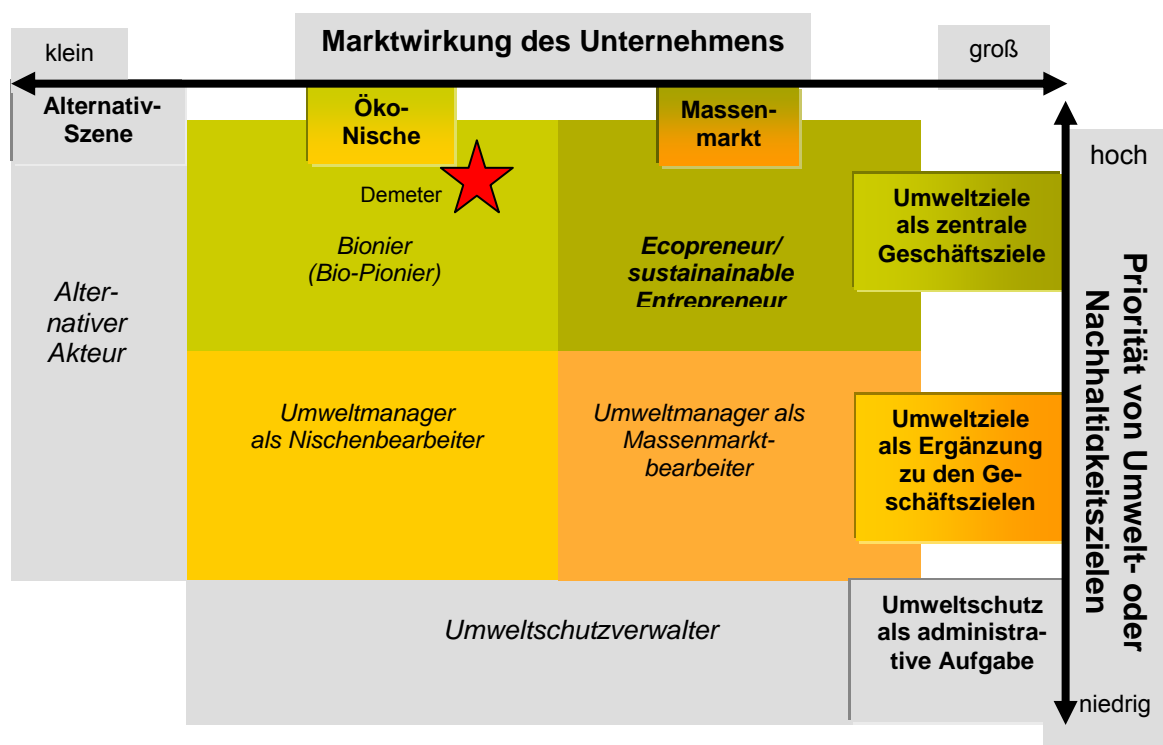 Marktwirkung des Unternehmens
klein
groß
Alternativ-
Szene
Öko-
Nische
Massen-
markt
hoch
Demeter
Bionier
(Bio-Pionier)
Ecopreneur/
sustainainable
Entrepreneur
Umweltziele
als zentrale
Geschäftsziele
Alter-
nativer
Akteur
Priorität von Umwelt- oder
Nachhaltigkeitszielen
Umweltmanager
als Nischenbearbeiter
Umweltmanager als
Massenmarkt-
bearbeiter
Umweltziele
als Ergänzung
zu den Ge-
schäftszielen
Umweltschutzverwalter
Umweltschutz
als administra-
tive Aufgabe
niedrig